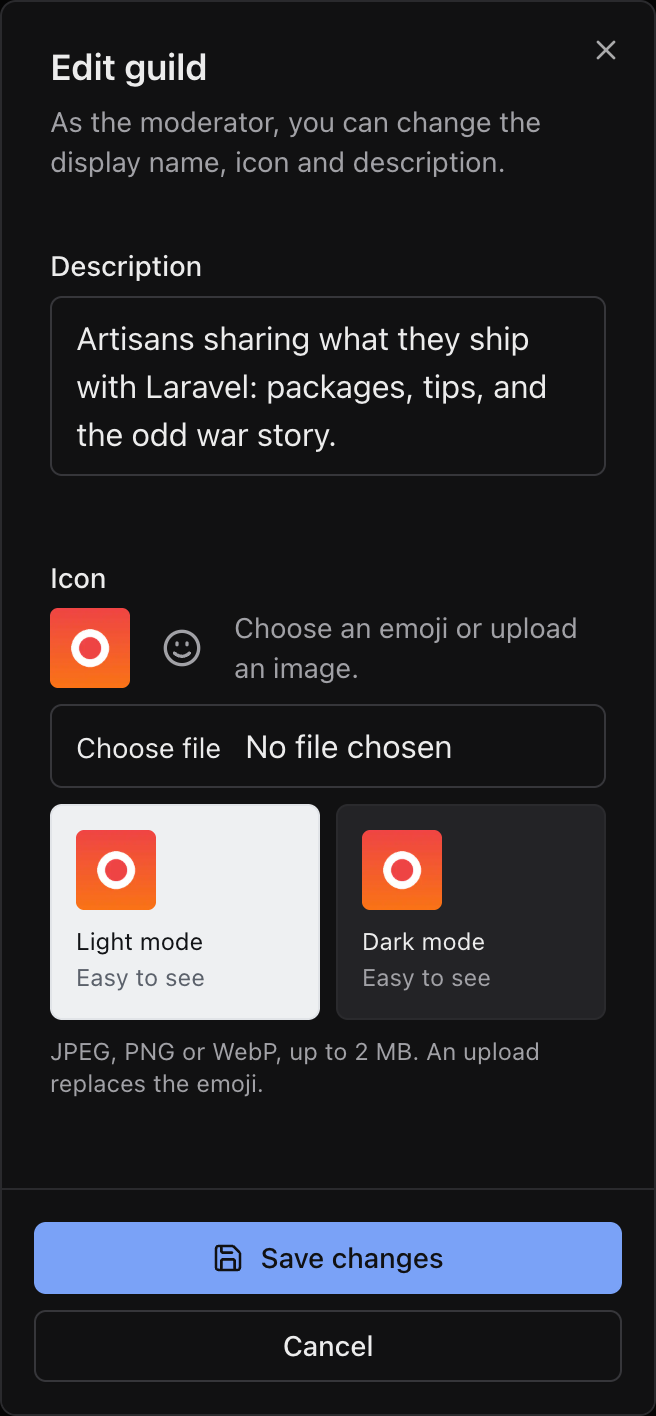 Edit guild
As the moderator, you can change the
display name, icon and description.
Description
Artisans sharing what they ship
with Laravel: packages, tips, and
the odd war story.
Icon
Choose an emoji or upload
an image.
Choose file No file chosen
Light mode
Easy to see
Dark mode
Easy to see
JPEG, PNG or WebP, up to 2 MB. An upload
replaces the emoji.
Save changes
Cancel